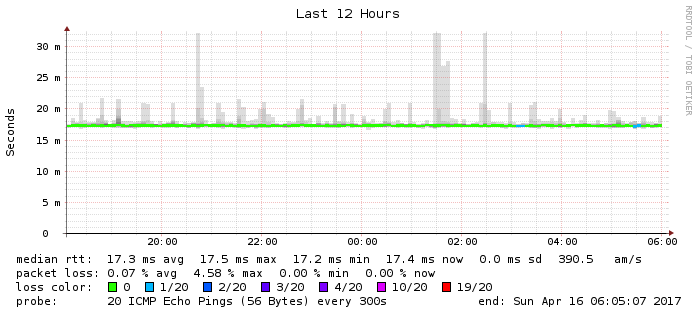 Last 12 Hours
RRDTOOL / TOBI OETIKER
Seconds
30 m
25 m
20 m
15 m
10 m
5 m
0
20:00 22:00 00:00 02:00 04:00 06:00
median rtt: 17.3 ms avg 17.5 ms max 17.2 ms min 17.4 ms now 0.0 ms sd 390.5 am/s
packet loss: 0.07 % avg 4.58 % max 0.00 % min 0.00 % now
loss color: 0 1/20 2/20 3/20 4/20 10/20 19/20
probe: 20 ICMP Echo Pings (56 Bytes) every 300s end: Sun Apr 16 06:05:07 2017